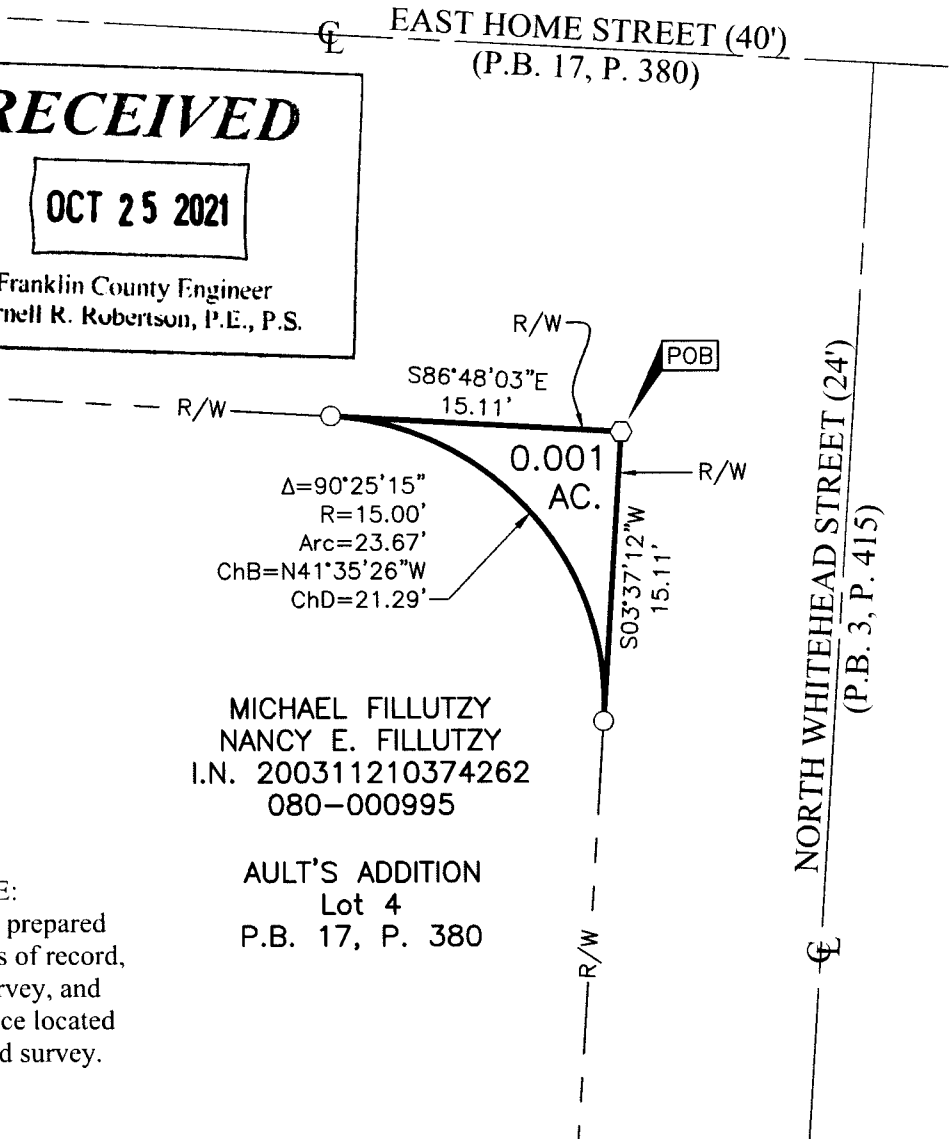 ℄ EAST HOME STREET (40')
(P.B. 17, P. 380)
RECEIVED
OCT 25 2021
Franklin County Engineer
rnell R. Robertson, P.E., P.S.
R/W
POB
S86°48'03"E
15.11'
R/W
0.001
AC.
R/W
Δ=90°25'15"
R=15.00'
Arc=23.67'
ChB=N41°35'26"W
ChD=21.29'
S03°37'12"W
15.11'
NORTH WHITEHEAD STREET (24')
(P.B. 3, P. 415)
MICHAEL FILLUTZY
NANCY E. FILLUTZY
I.N. 200311210374262
080-000995
AULT'S ADDITION
Lot 4
P.B. 17, P. 380
E:
prepared
s of record,
rvey, and
ce located
d survey.
R/W
℄